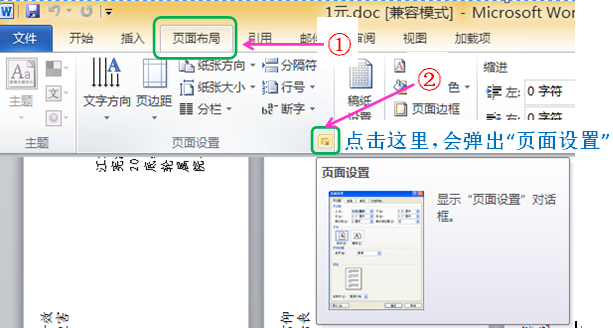 1元.doc [兼容模式] - Microsoft Wor
文件 开始 插入 页面布局 引用 邮件 审阅 视图 加载项
①
②
主题 文字方向 页边距 纸张方向 分隔符 稿纸 色 缩进
纸张大小 行号 设置 左: 0 字符
分栏 断字 页面边框 右: 0 字符
主题 页面设置
点击这里，会弹出“页面设置”
页面设置
显示“页面设置”对话
框。